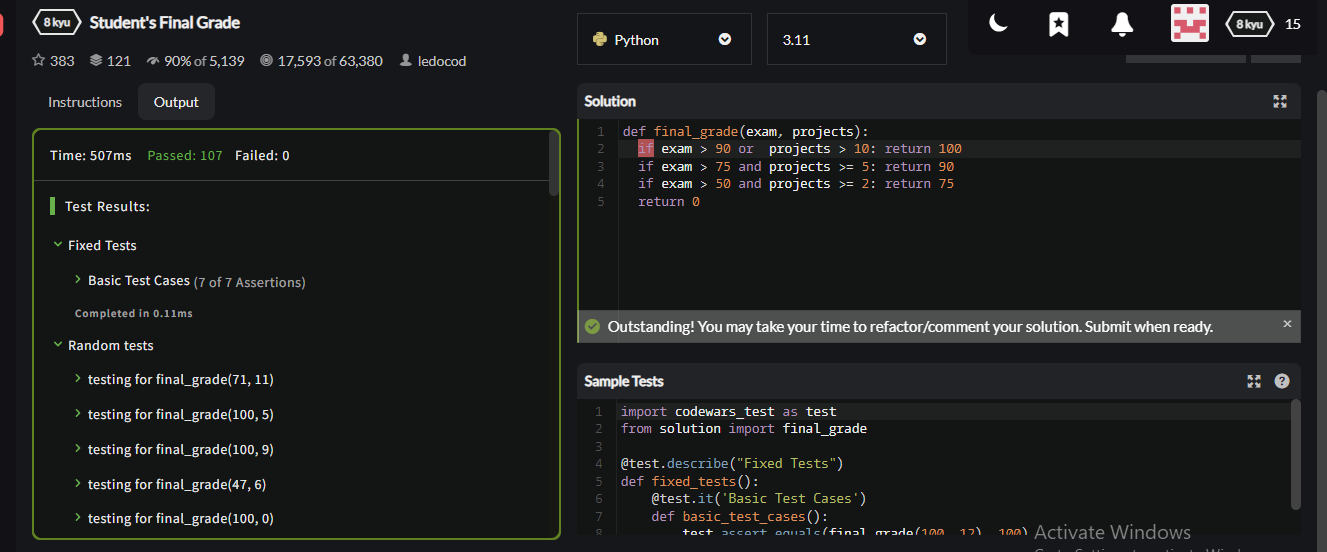 8 kyu Student's Final Grade
383 121 90% of 5,139 17,593 of 63,380 ledocod
Instructions Output
Time: 507ms Passed: 107 Failed: 0
Test Results:
Fixed Tests
Basic Test Cases (7 of 7 Assertions)
Completed in 0.11ms
Random tests
testing for final_grade(71, 11)
testing for final_grade(100, 5)
testing for final_grade(100, 9)
testing for final_grade(47, 6)
testing for final_grade(100, 0)
Python 3.11
8 kyu 15
Solution
1 def final_grade(exam, projects):
2 if exam > 90 or  projects > 10: return 100
3 if exam > 75 and projects >= 5: return 90
4 if exam > 50 and projects >= 2: return 75
5 return 0
Outstanding! You may take your time to refactor/comment your solution. Submit when ready.
Sample Tests
1 import codewars_test as test
2 from solution import final_grade
3
4 @test.describe("Fixed Tests")
5 def fixed_tests():
6 @test.it('Basic Test Cases')
7 def basic_test_cases():
8 test.assert_equals(final_grade(100, 12), 100)
Activate Windows